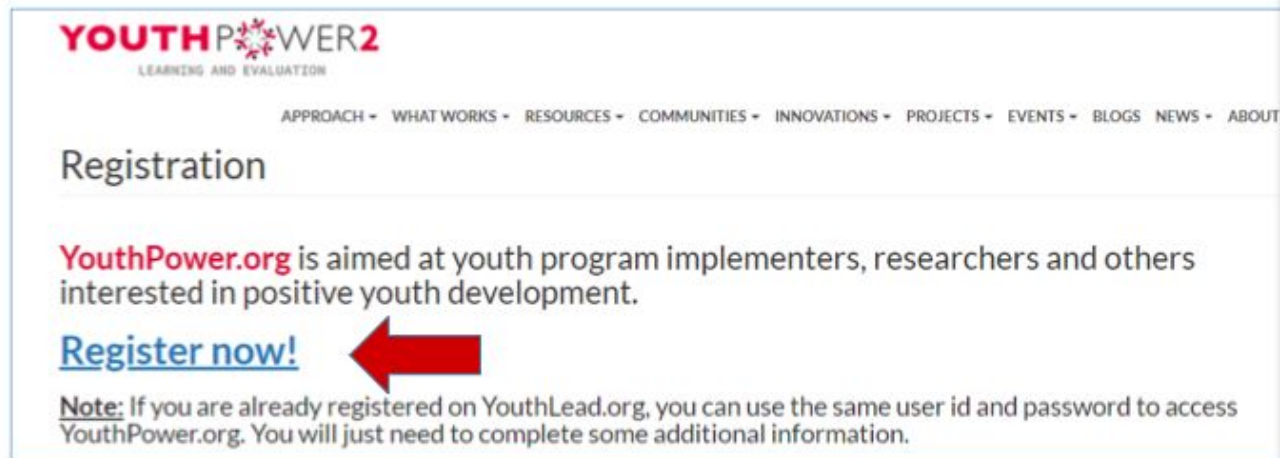 YOUTHPOWER2
LEARNING AND EVALUATION
APPROACH WHAT WORKS RESOURCES COMMUNITIES INNOVATIONS PROJECTS EVENTS BLOGS NEWS ABOUT
Registration
YouthPower.org is aimed at youth program implementers, researchers and others
interested in positive youth development.
Register now!
Note: If you are already registered on YouthLead.org, you can use the same user id and password to access
YouthPower.org. You will just need to complete some additional information.